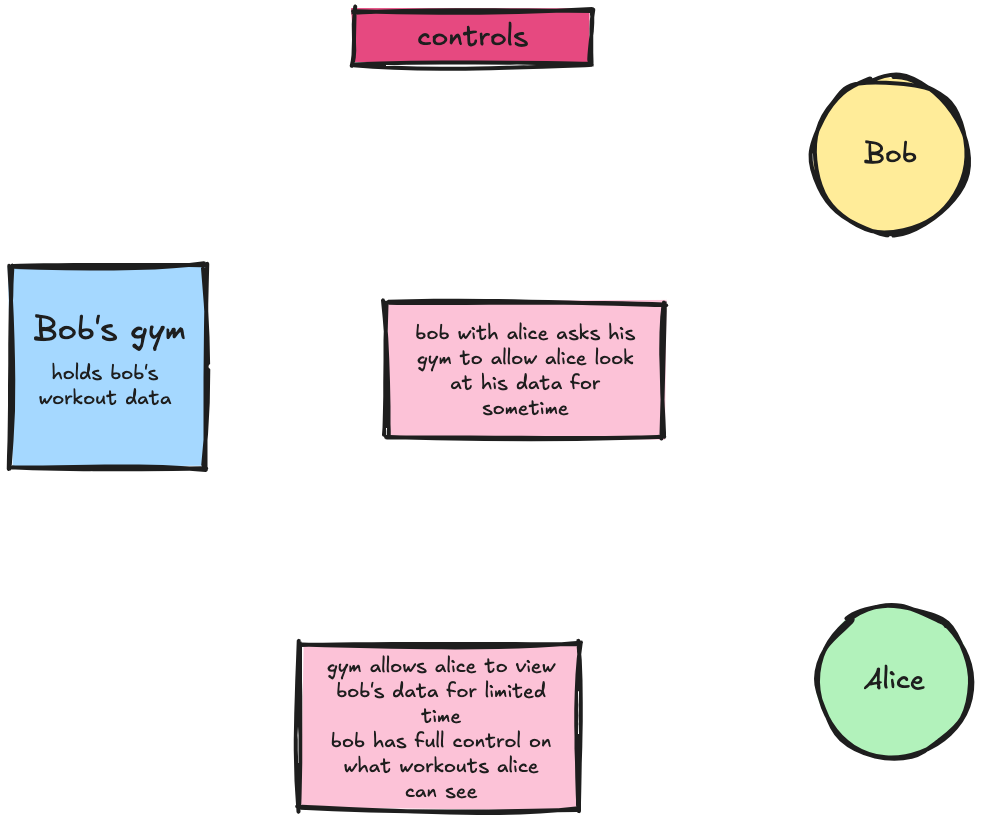 controls
Bob
Bob's gym
holds bob's
workout data
bob with alice asks his
gym to allow alice look
at his data for
sometime
gym allows alice to view
bob's data for limited
time
bob has full control on
what workouts alice
can see
Alice